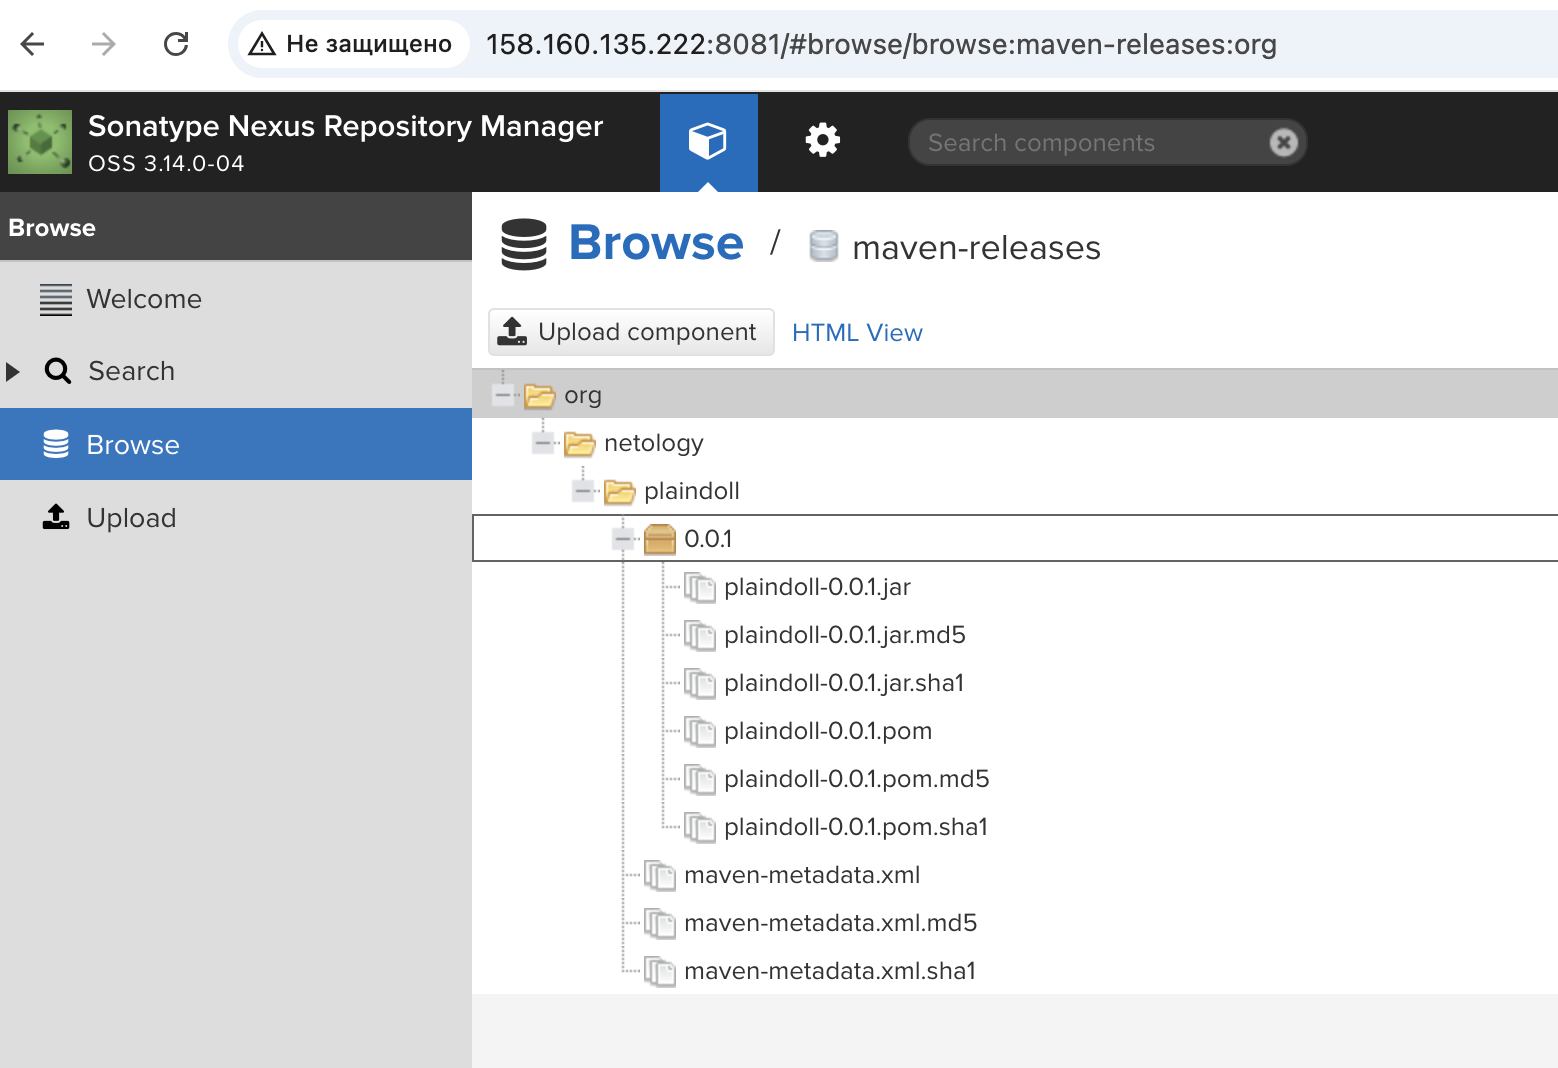 Не защищено 158.160.135.222:8081/#browse/browse:maven-releases:org
Sonatype Nexus Repository Manager
OSS 3.14.0-04
Search components
Browse
Welcome
Search
Browse
Upload
Browse / maven-releases
Upload component HTML View
org
netology
plaindoll
0.0.1
plaindoll-0.0.1.jar
plaindoll-0.0.1.jar.md5
plaindoll-0.0.1.jar.sha1
plaindoll-0.0.1.pom
plaindoll-0.0.1.pom.md5
plaindoll-0.0.1.pom.sha1
maven-metadata.xml
maven-metadata.xml.md5
maven-metadata.xml.sha1